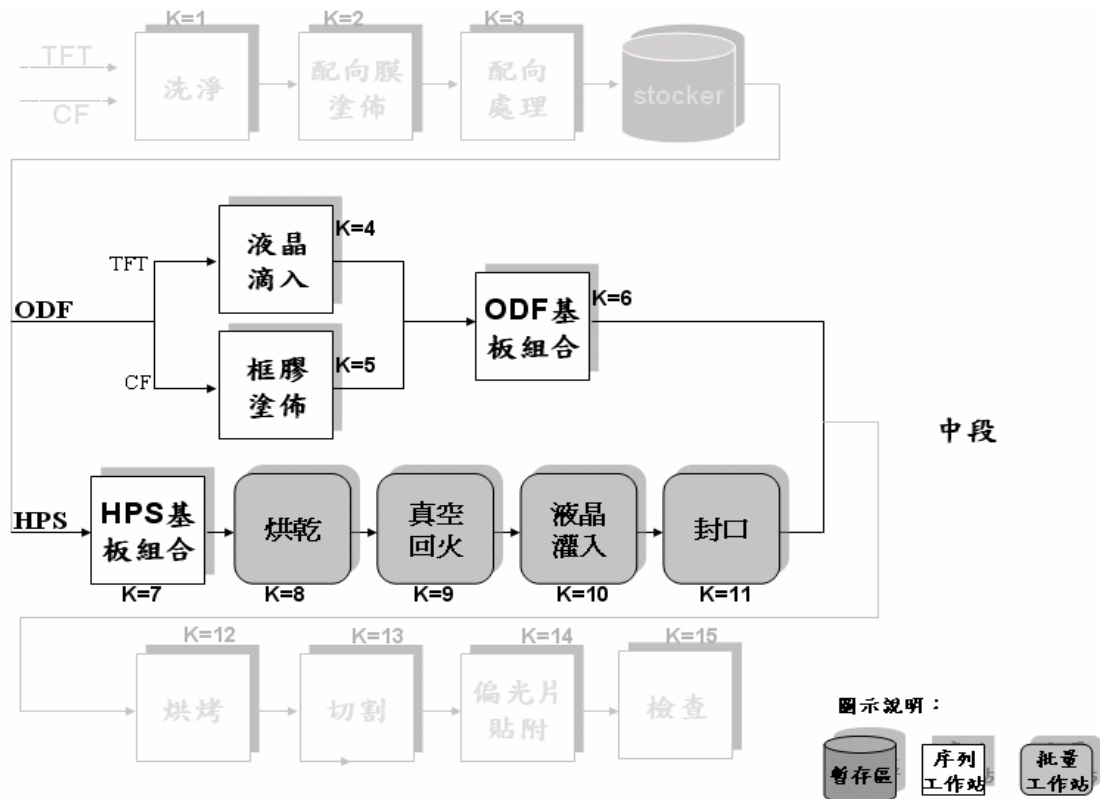 K=1
K=2
K=3
TFT
CF
洗淨
配向膜
塗佈
配向
處理
stocker
液晶
滴入
K=4
TFT
ODF
ODF基
板組合
K=6
CF
框膠
塗佈
K=5
中段
HPS
HPS基
板組合
烘乾
真空
回火
液晶
灌入
封口
K=7
K=8
K=9
K=10
K=11
K=12
K=13
K=14
K=15
烘烤
切割
偏光片
貼附
檢查
圖示說明：
暫存區
序列
工作站
批量
工作站